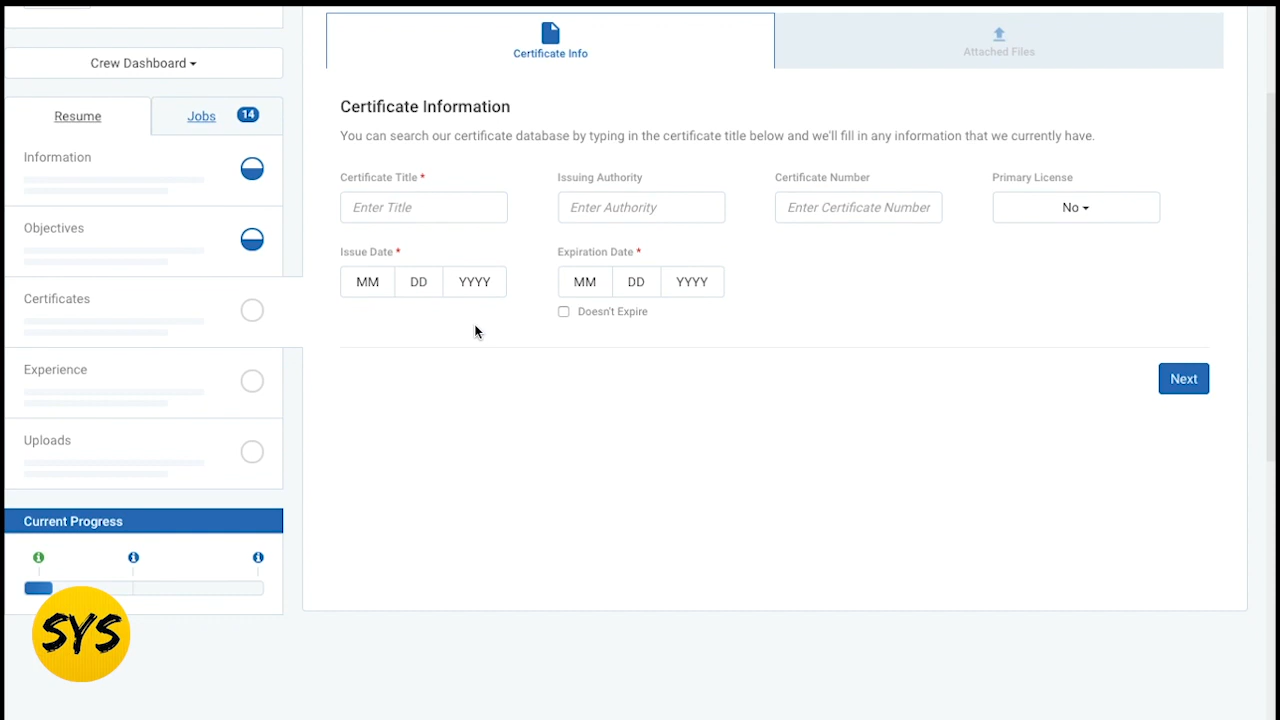 Crew Dashboard
Resume
Jobs 14
Information
Objectives
Certificates
Experience
Uploads
Current Progress
SYS
Certificate Info
Attached Files
Certificate Information
You can search our certificate database by typing in the certificate title below and we'll fill in any information that we currently have.
Certificate Title * Issuing Authority Certificate Number Primary License
Enter Title Enter Authority Enter Certificate Number No
Issue Date * Expiration Date *
MM DD YYYY MM DD YYYY
Doesn't Expire
Next